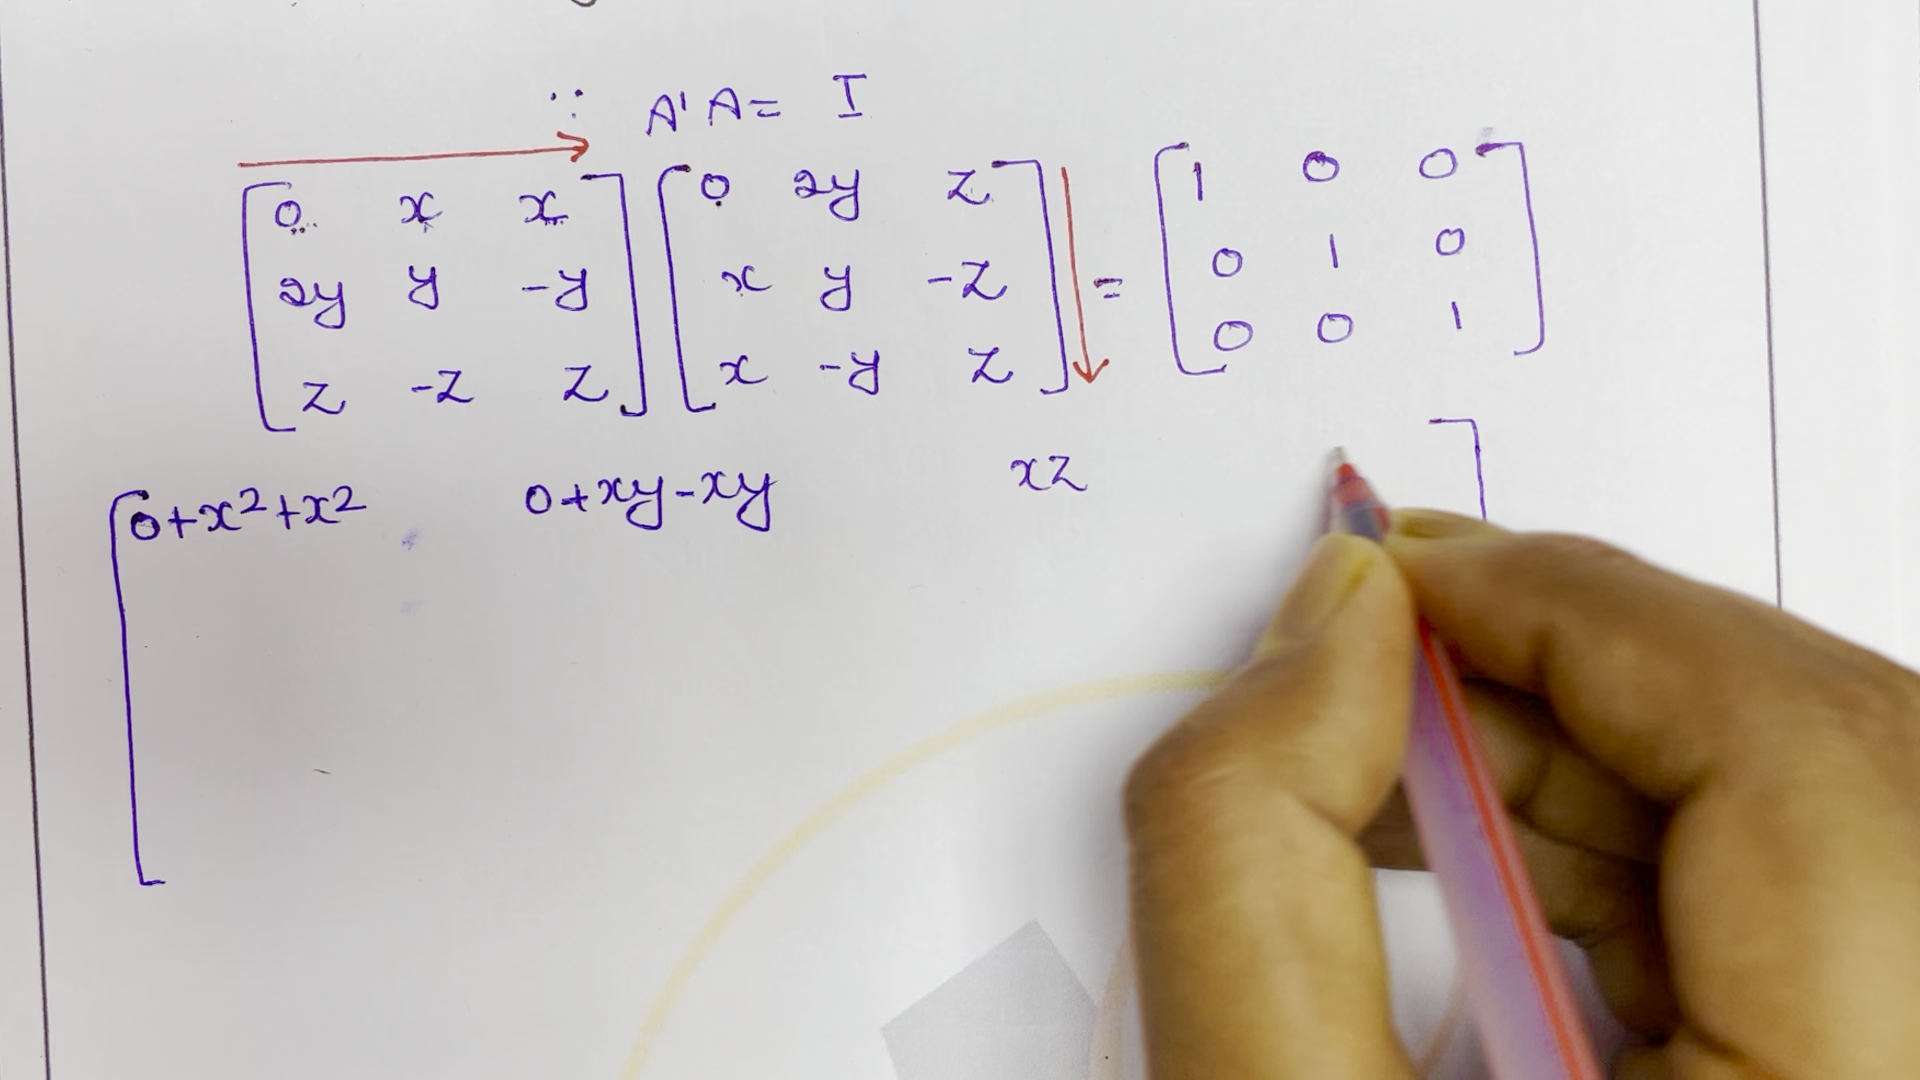 ∵ A'A = I
[0 x x] [0 2y z] [1 0 0]
[2y y -y] [x y -z] = [0 1 0]
[z -z z] [x -y z] [0 0 1]
[0+x²+x² 0+xy-xy xz ]